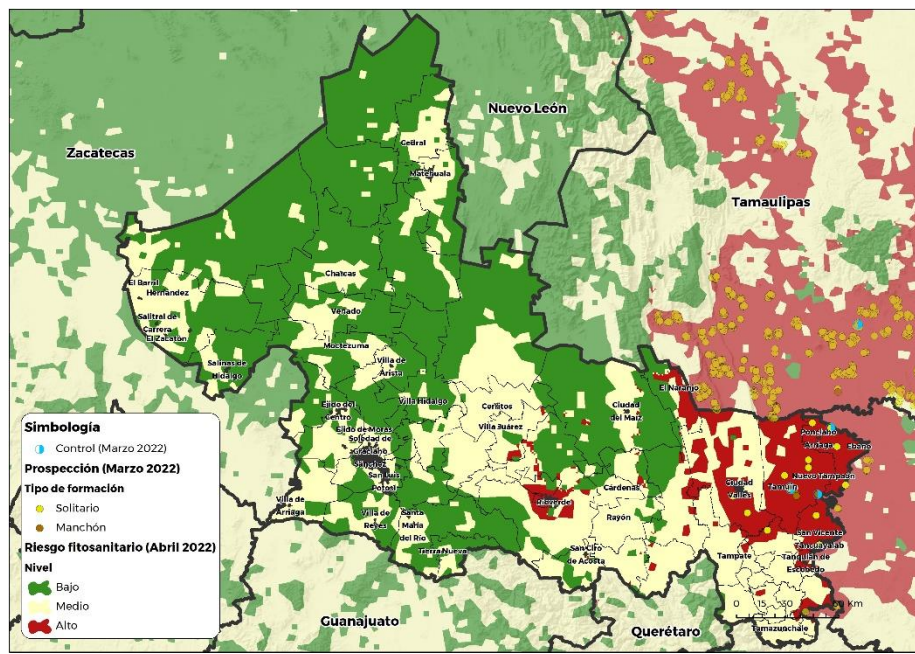 Nuevo León
Zacatecas
Cedral
Matehuala
Tamaulipas
El Barril
Hernández
Charcas
Salitral de
Carrera
El Zacatón
Venado
Moctezuma
Salinas de
Hidalgo
Villa de
Arista
El Naranjo
Villa Hidalgo
Ejido del
Centro
Cerritos
Villa Juárez
Ciudad
del Maíz
Ejido de Morás
Soledad de
Graciano
Sánchez
San Luis
Potosí
Ponciano
Arriaga
Ebano
Nuevo Tampaón
Tamuín
Ciudad
Valles
Cárdenas
Rioverde
Rayón
Villa de
Arriaga
Villa de
Reyes
Santa
María
del Río
Tierra Nueva
San Ciro
de Acosta
San Vicente
Tancuayalab
Tampate
Tanquián de
Escobedo
Tamazunchale
Guanajuato
Querétaro
0 15 30 60 Km
Simbología
Control (Marzo 2022)
Prospección (Marzo 2022)
Tipo de formación
Solitario
Manchón
Riesgo fitosanitario (Abril 2022)
Nivel
Bajo
Medio
Alto